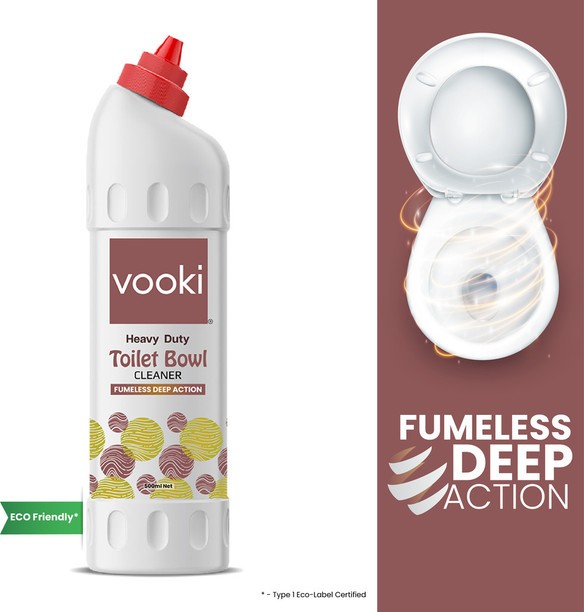 vooki
®
Heavy Duty
Toilet Bowl
CLEANER
FUMELESS DEEP ACTION
500ml Net
ECO Friendly*
* - Type 1 Eco-Label Certified
FUMELESS
DEEP
ACTION